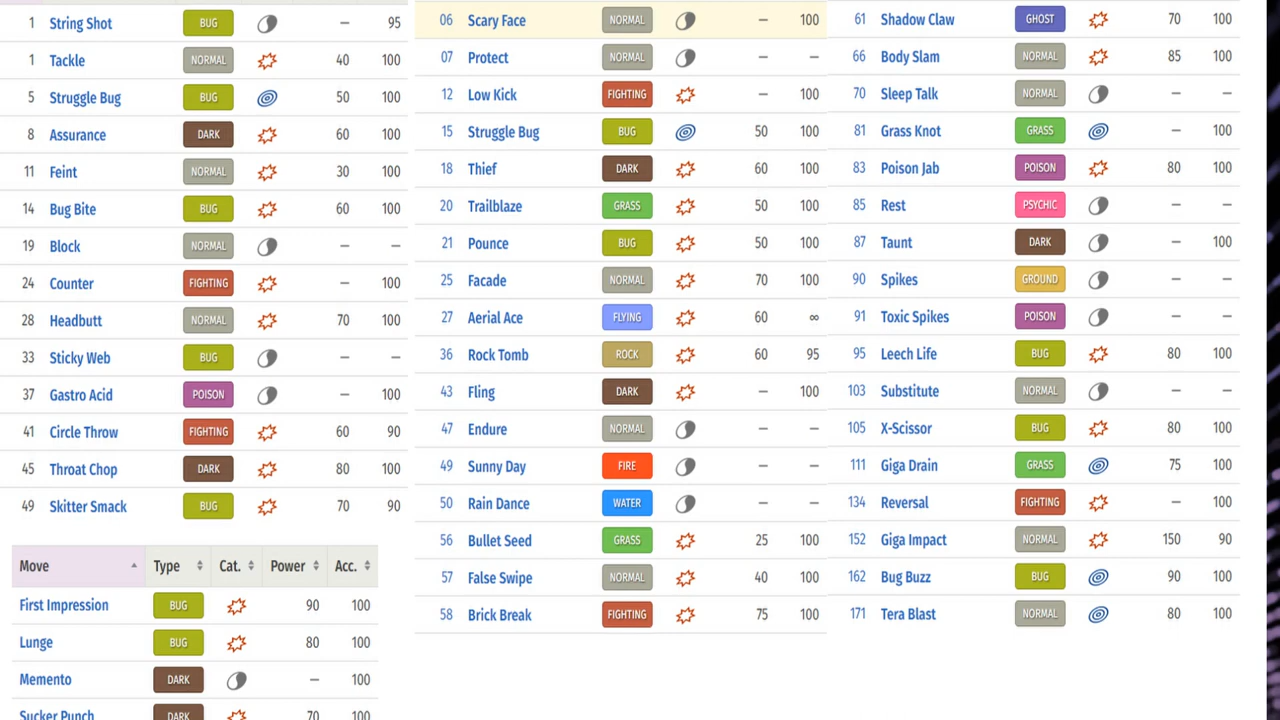 1 String Shot BUG — 95
1 Tackle NORMAL 40 100
5 Struggle Bug BUG 50 100
8 Assurance DARK 60 100
11 Feint NORMAL 30 100
14 Bug Bite BUG 60 100
19 Block NORMAL — —
24 Counter FIGHTING — 100
28 Headbutt NORMAL 70 100
33 Sticky Web BUG — —
37 Gastro Acid POISON — 100
41 Circle Throw FIGHTING 60 90
45 Throat Chop DARK 80 100
49 Skitter Smack BUG 70 90
Move Type Cat. Power Acc.
First Impression BUG 90 100
Lunge BUG 80 100
Memento DARK — 100
Sucker Punch DARK 70 100
06 Scary Face NORMAL — 100
07 Protect NORMAL — —
12 Low Kick FIGHTING — 100
15 Struggle Bug BUG 50 100
18 Thief DARK 60 100
20 Trailblaze GRASS 50 100
21 Pounce BUG 50 100
25 Facade NORMAL 70 100
27 Aerial Ace FLYING 60 ∞
36 Rock Tomb ROCK 60 95
43 Fling DARK — 100
47 Endure NORMAL — —
49 Sunny Day FIRE — —
50 Rain Dance WATER — —
56 Bullet Seed GRASS 25 100
57 False Swipe NORMAL 40 100
58 Brick Break FIGHTING 75 100
61 Shadow Claw GHOST 70 100
66 Body Slam NORMAL 85 100
70 Sleep Talk NORMAL — —
81 Grass Knot GRASS — 100
83 Poison Jab POISON 80 100
85 Rest PSYCHIC — —
87 Taunt DARK — 100
90 Spikes GROUND — —
91 Toxic Spikes POISON — —
95 Leech Life BUG 80 100
103 Substitute NORMAL — —
105 X-Scissor BUG 80 100
111 Giga Drain GRASS 75 100
134 Reversal FIGHTING — 100
152 Giga Impact NORMAL 150 90
162 Bug Buzz BUG 90 100
171 Tera Blast NORMAL 80 100